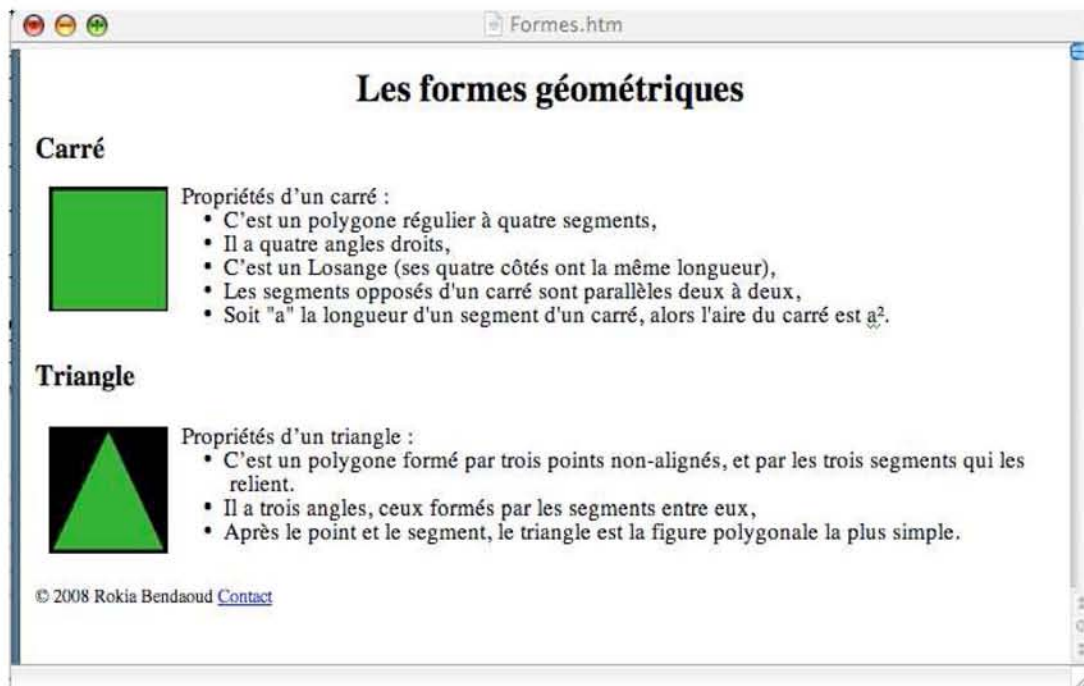 Formes.htm
Les formes géométriques
Carré
Propriétés d'un carré :
• C'est un polygone régulier à quatre segments,
• Il a quatre angles droits,
• C'est un Losange (ses quatre côtés ont la même longueur),
• Les segments opposés d'un carré sont parallèles deux à deux,
• Soit "a" la longueur d'un segment d'un carré, alors l'aire du carré est a².
Triangle
Propriétés d'un triangle :
• C'est un polygone formé par trois points non-alignés, et par les trois segments qui les
relient.
• Il a trois angles, ceux formés par les segments entre eux,
• Après le point et le segment, le triangle est la figure polygonale la plus simple.
© 2008 Rokia Bendaoud Contact